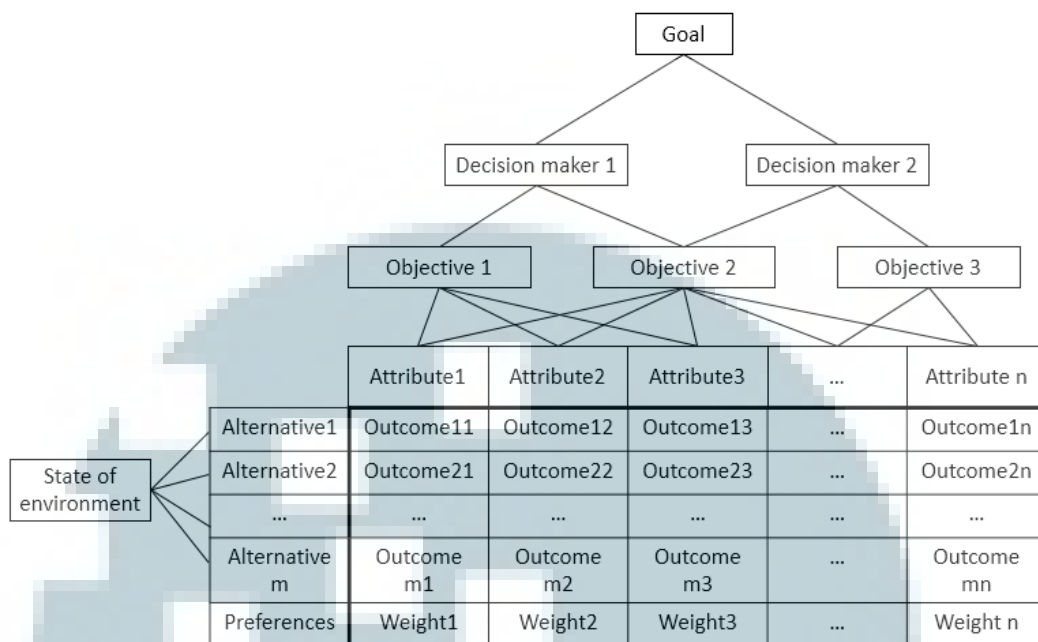 Goal
Decision maker 1
Decision maker 2
Objective 1
Objective 2
Objective 3
Attribute1
Attribute2
Attribute3
...
Attribute n
Alternative1
Outcome11
Outcome12
Outcome13
...
Outcome1n
State of
environment
Alternative2
Outcome21
Outcome22
Outcome23
...
Outcome2n
...
...
...
...
...
...
Alternative
m
Outcome
m1
Outcome
m2
Outcome
m3
...
Outcome
mn
Preferences
Weight1
Weight2
Weight3
...
Weight n